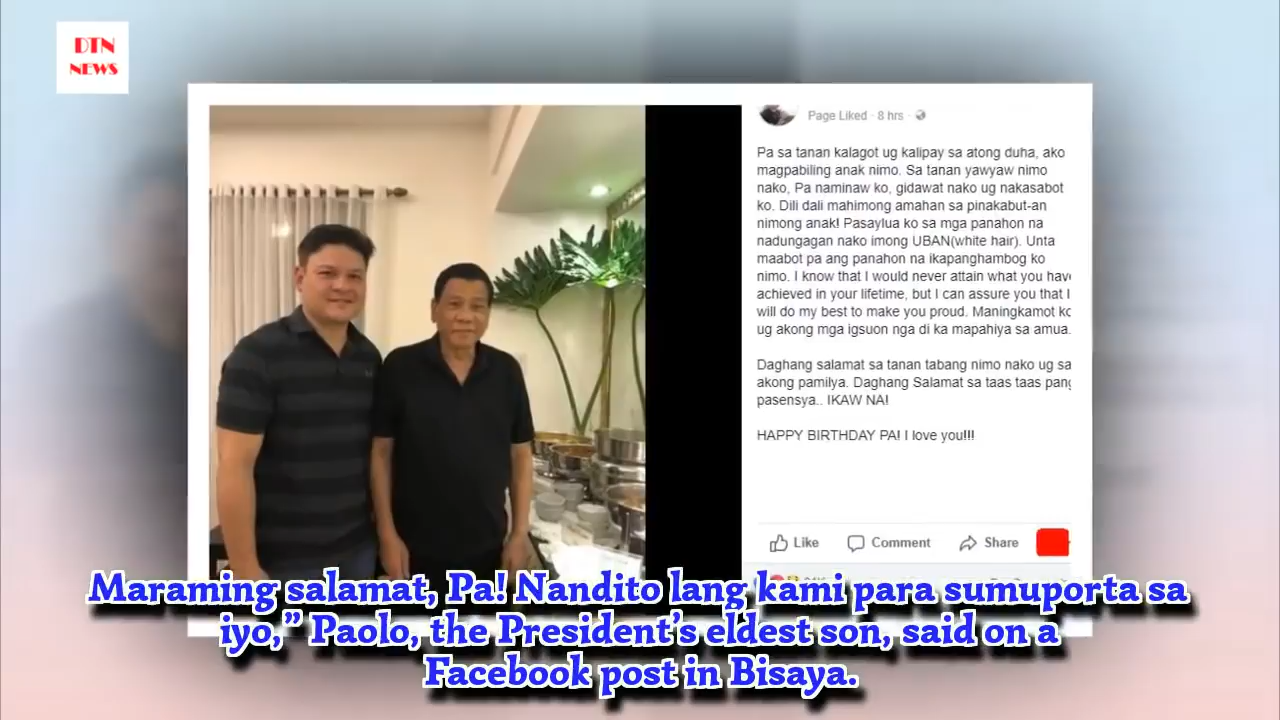 DTN
NEWS
Page Liked · 8 hrs ·
Pa sa tanan kalagot ug kalipay sa atong duha, ako
magpabiling anak nimo. Sa tanan yawyaw nimo
nako, Pa naminaw ko, gidawat nako ug nakasabot
ko. Dili dali mahimong amahan sa pinakabut-an
nimong anak! Pasaylua ko sa mga panahon na
nadungagan nako imong UBAN(white hair). Unta
maabot pa ang panahon na ikapanghambog ko
nimo. I know that I would never attain what you have
achieved in your lifetime, but I can assure you that I
will do my best to make you proud. Maningkamot ko
ug akong mga igsuon nga di ka mapahiya sa amua.
Daghang salamat sa tanan tabang nimo nako ug sa
akong pamilya. Daghang Salamat sa taas taas pang
pasensya.. IKAW NA!
HAPPY BIRTHDAY PA! I love you!!!
Like Comment Share
Maraming salamat, Pa! Nandito lang kami para sumuporta sa
iyo,” Paolo, the President’s eldest son, said on a
Facebook post in Bisaya.